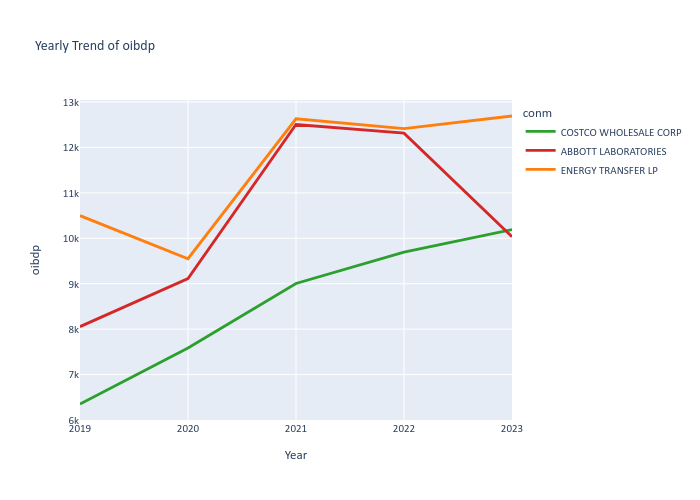 Yearly Trend of oibdp
13k
12k
11k
10k
9k
8k
7k
6k
oibdp
2019
2020
2021
2022
2023
Year
conm
COSTCO WHOLESALE CORP
ABBOTT LABORATORIES
ENERGY TRANSFER LP